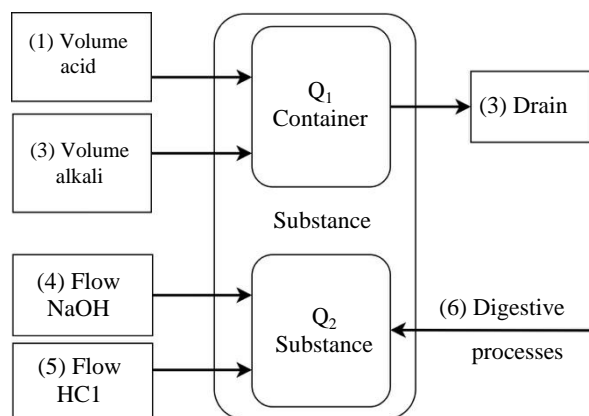 (1) Volume
acid
(3) Volume
alkali
Q1
Container
(3) Drain
Substance
(4) Flow
NaOH
(5) Flow
HC1
Q2
Substance
(6) Digestive
processes